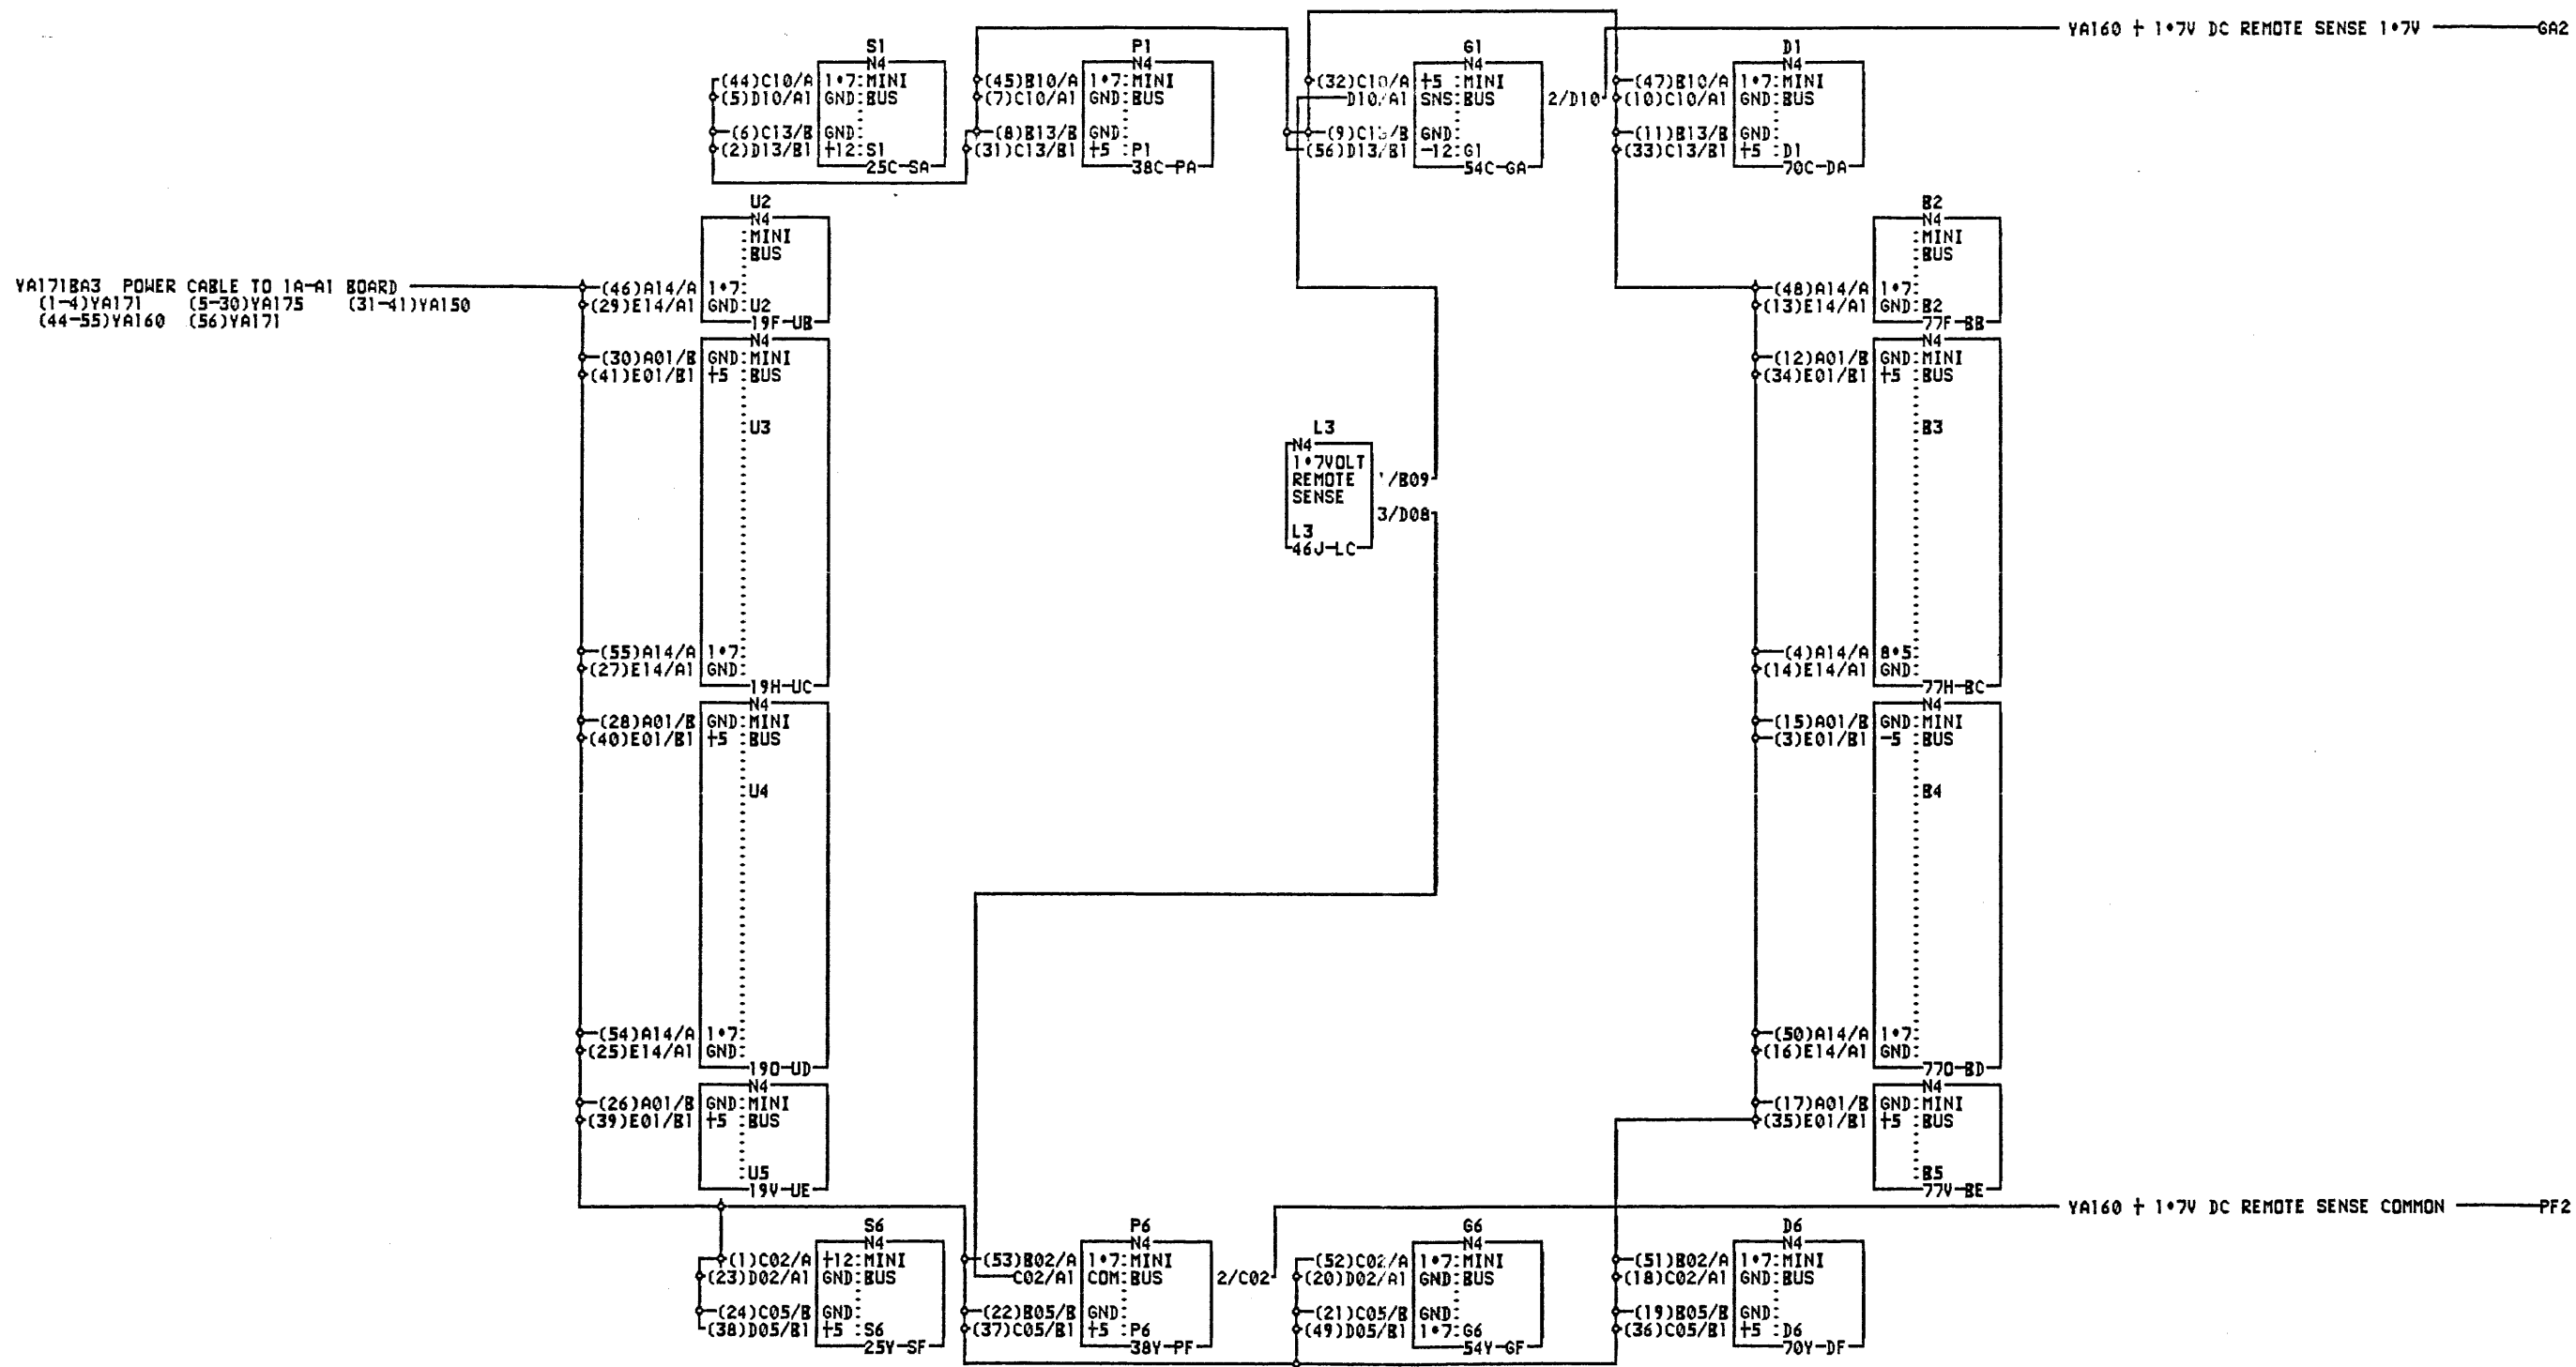 YA160 + 1•7V DC REMOTE SENSE 1•7V GA2
S1
N4
(44)C10/A 1•7:MINI
(5)D10/A1 GND:BUS
(6)C13/B GND:
(2)D13/B1 +12:S1
25C-SA
P1
N4
(45)B10/A 1•7:MINI
(7)C10/A1 GND:BUS
(8)B13/B GND:
(31)C13/B1 +5 :P1
38C-PA
G1
N4
(32)C10/A +5 :MINI
D10/A1 SNS:BUS 2/D10
(9)C13/B GND:
(56)D13/B1 -12:G1
54C-GA
D1
N4
(47)B10/A 1•7:MINI
(10)C10/A1 GND:BUS
(11)B13/B GND:
(33)C13/B1 +5 :D1
70C-DA
YA171BA3 POWER CABLE TO 1A-A1 BOARD
(1-4)YA171 (5-30)YA175 (31-41)YA150
(44-55)YA160 (56)YA171
U2
N4
:MINI
BUS
(46)A14/A 1•7:
(29)E14/A1 GND:U2
19F-UB
N4
(30)A01/B GND:MINI
(41)E01/B1 +5 :BUS
:U3
(55)A14/A 1•7:
(27)E14/A1 GND:
19H-UC
N4
(28)A01/B GND:MINI
(40)E01/B1 +5 :BUS
:U4
(54)A14/A 1•7:
(25)E14/A1 GND:
19O-UD
N4
(26)A01/B GND:MINI
(39)E01/B1 +5 :BUS
:U5
19V-UE
L3
N4
1•7VOLT
REMOTE /B09
SENSE
3/D08
L3
46J-LC
B2
N4
:MINI
:BUS
(48)A14/A 1•7:
(13)E14/A1 GND:B2
77F-BB
N4
(12)A01/B GND:MINI
(34)E01/B1 +5 :BUS
:B3
(4)A14/A 8•5:
(14)E14/A1 GND:
77H-BC
N4
(15)A01/B GND:MINI
(3)E01/B1 -5 :BUS
:B4
(50)A14/A 1•7:
(16)E14/A1 GND:
77O-BD
N4
(17)A01/B GND:MINI
(35)E01/B1 +5 :BUS
:B5
77V-BE
YA160 + 1•7V DC REMOTE SENSE COMMON PF2
S6
N4
(1)C02/A +12:MINI
(23)D02/A1 GND:BUS
(24)C05/B GND:
(38)D05/B1 +5 :S6
25Y-SF
P6
N4
(53)B02/A 1•7:MINI
C02/A1 COM:BUS 2/C02
(22)B05/B GND:
(37)C05/B1 +5 :P6
38Y-PF
G6
N4
(52)C02/A 1•7:MINI
(20)D02/A1 GND:BUS
(21)C05/B GND:
(49)D05/B1 1•7:G6
54Y-GF
D6
N4
(51)B02/A 1•7:MINI
(18)C02/A1 GND:BUS
(19)B05/B GND:
(36)C05/B1 +5 :D6
70Y-DF